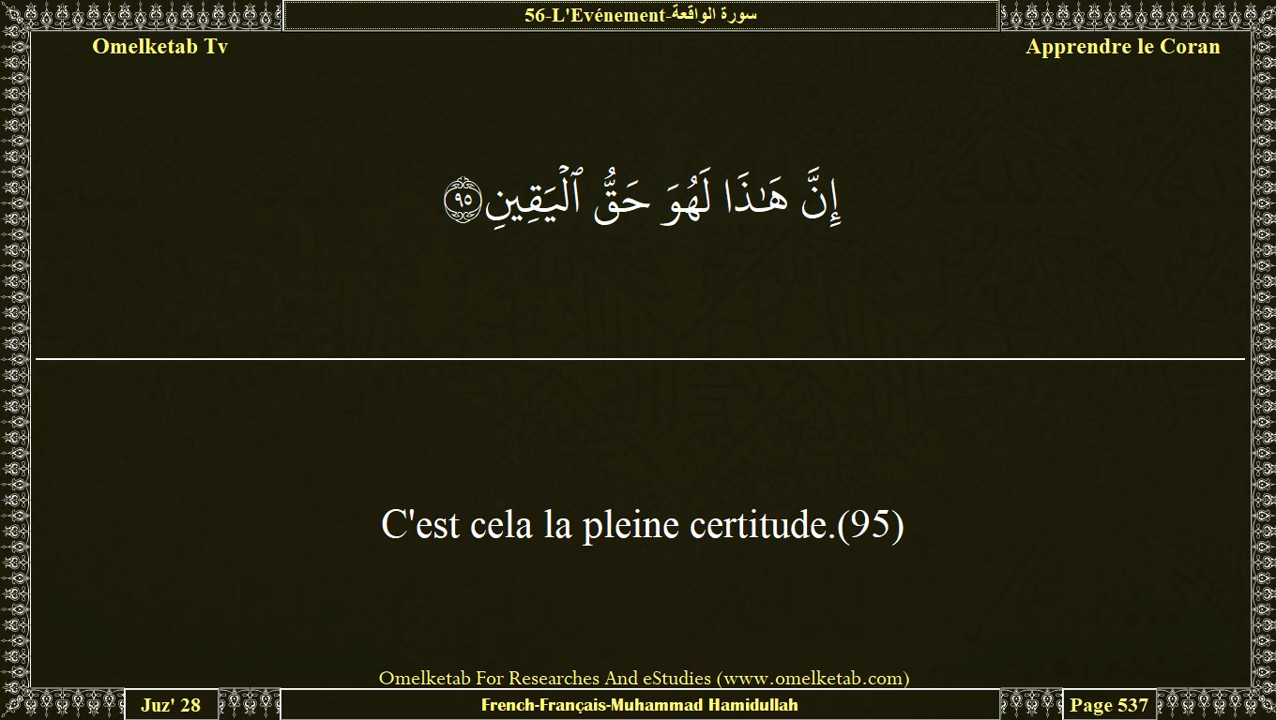 56-L'Evénement-سورة الواقعة
Omelketab Tv
Apprendre le Coran
إِنَّ هَـٰذَا لَهُوَ حَقُّ ٱلْيَقِينِ ٩٥
C'est cela la pleine certitude.(95)
Omelketab For Researches And eStudies (www.omelketab.com)
Juz' 28
French-Français-Muhammad Hamidullah
Page 537